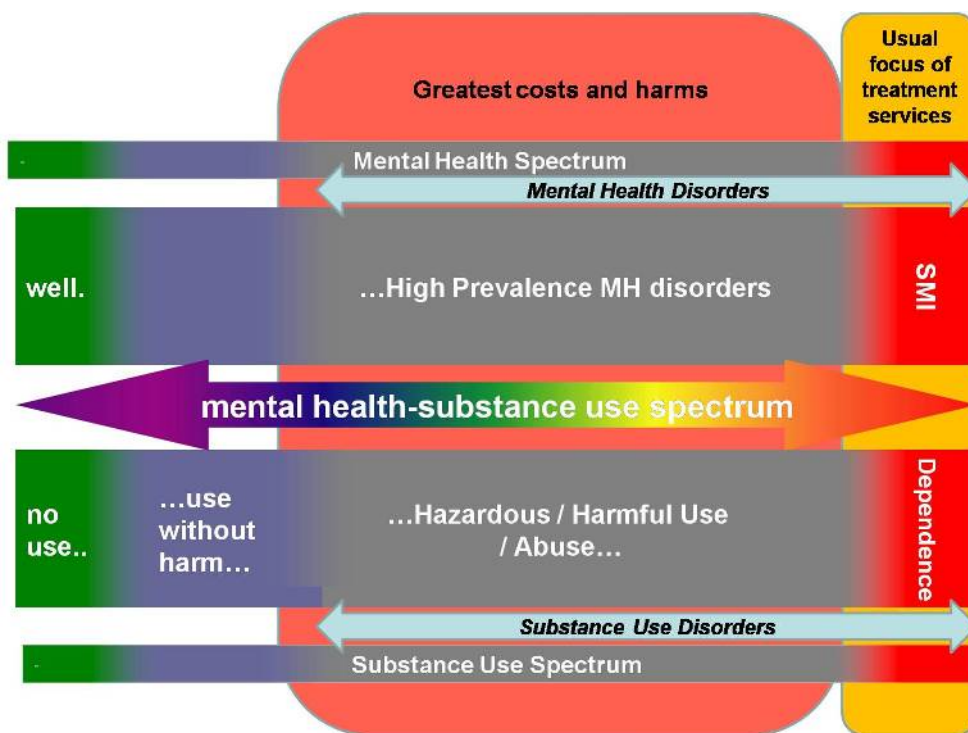 Usual
focus of
treatment
services
Greatest costs and harms
Mental Health Spectrum
Mental Health Disorders
well.
…High Prevalence MH disorders
SMI
mental health-substance use spectrum
no
use..
…use
without
harm…
…Hazardous / Harmful Use
/ Abuse…
Dependence
Substance Use Disorders
Substance Use Spectrum